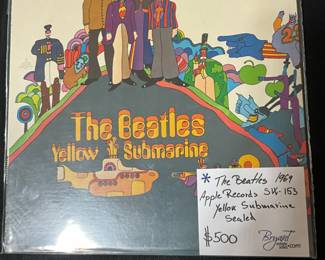 The Beatles
Yellow Submarine
* The Beatles 1969
Apple Records SW-153
Yellow Submarine
Sealed
$500
Bryant